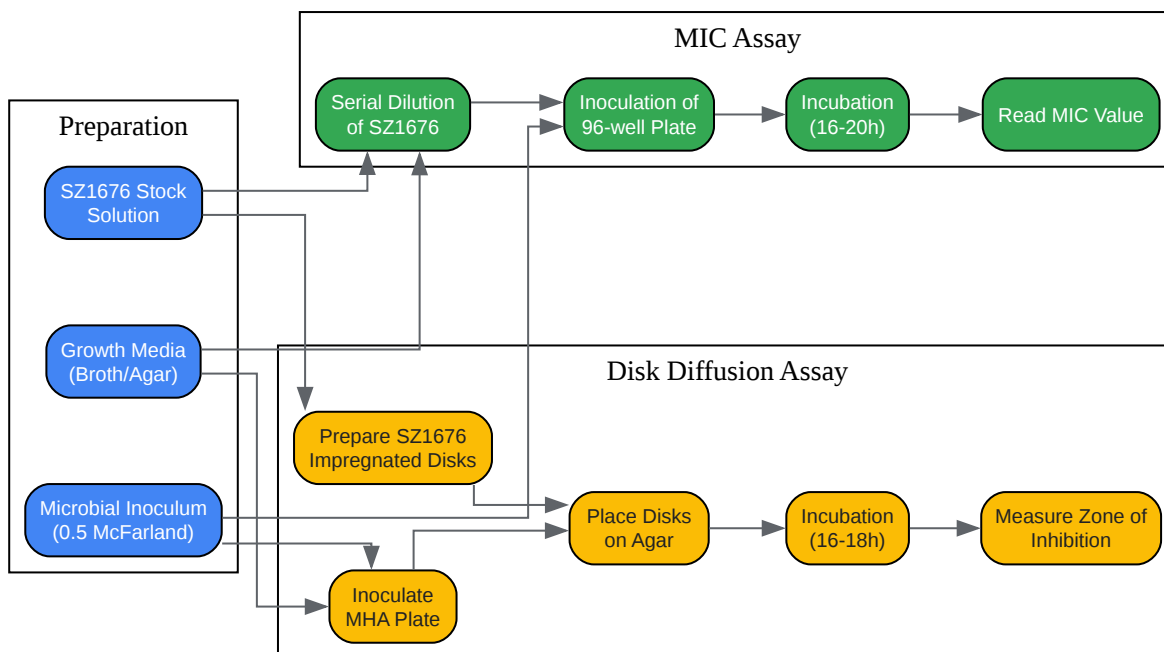 MIC Assay
Serial Dilution
of SZ1676
Inoculation of
96-well Plate
Incubation
(16-20h)
Read MIC Value
Preparation
SZ1676 Stock
Solution
Growth Media
(Broth/Agar)
Microbial Inoculum
(0.5 McFarland)
Disk Diffusion Assay
Prepare SZ1676
Impregnated Disks
Inoculate
MHA Plate
Place Disks
on Agar
Incubation
(16-18h)
Measure Zone of
Inhibition